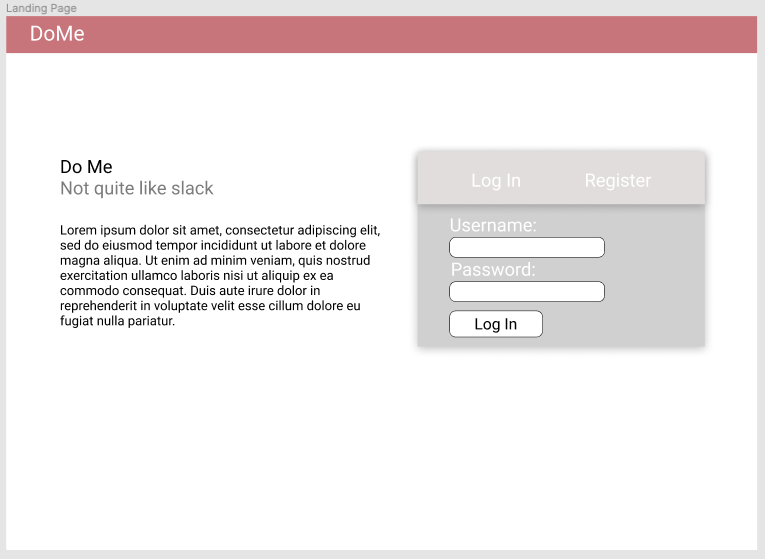 Landing Page
DoMe
Do Me
Not quite like slack
Lorem ipsum dolor sit amet, consectetur adipiscing elit,
sed do eiusmod tempor incididunt ut labore et dolore
magna aliqua. Ut enim ad minim veniam, quis nostrud
exercitation ullamco laboris nisi ut aliquip ex ea
commodo consequat. Duis aute irure dolor in
reprehenderit in voluptate velit esse cillum dolore eu
fugiat nulla pariatur.
Log In Register
Username:
Password:
Log In